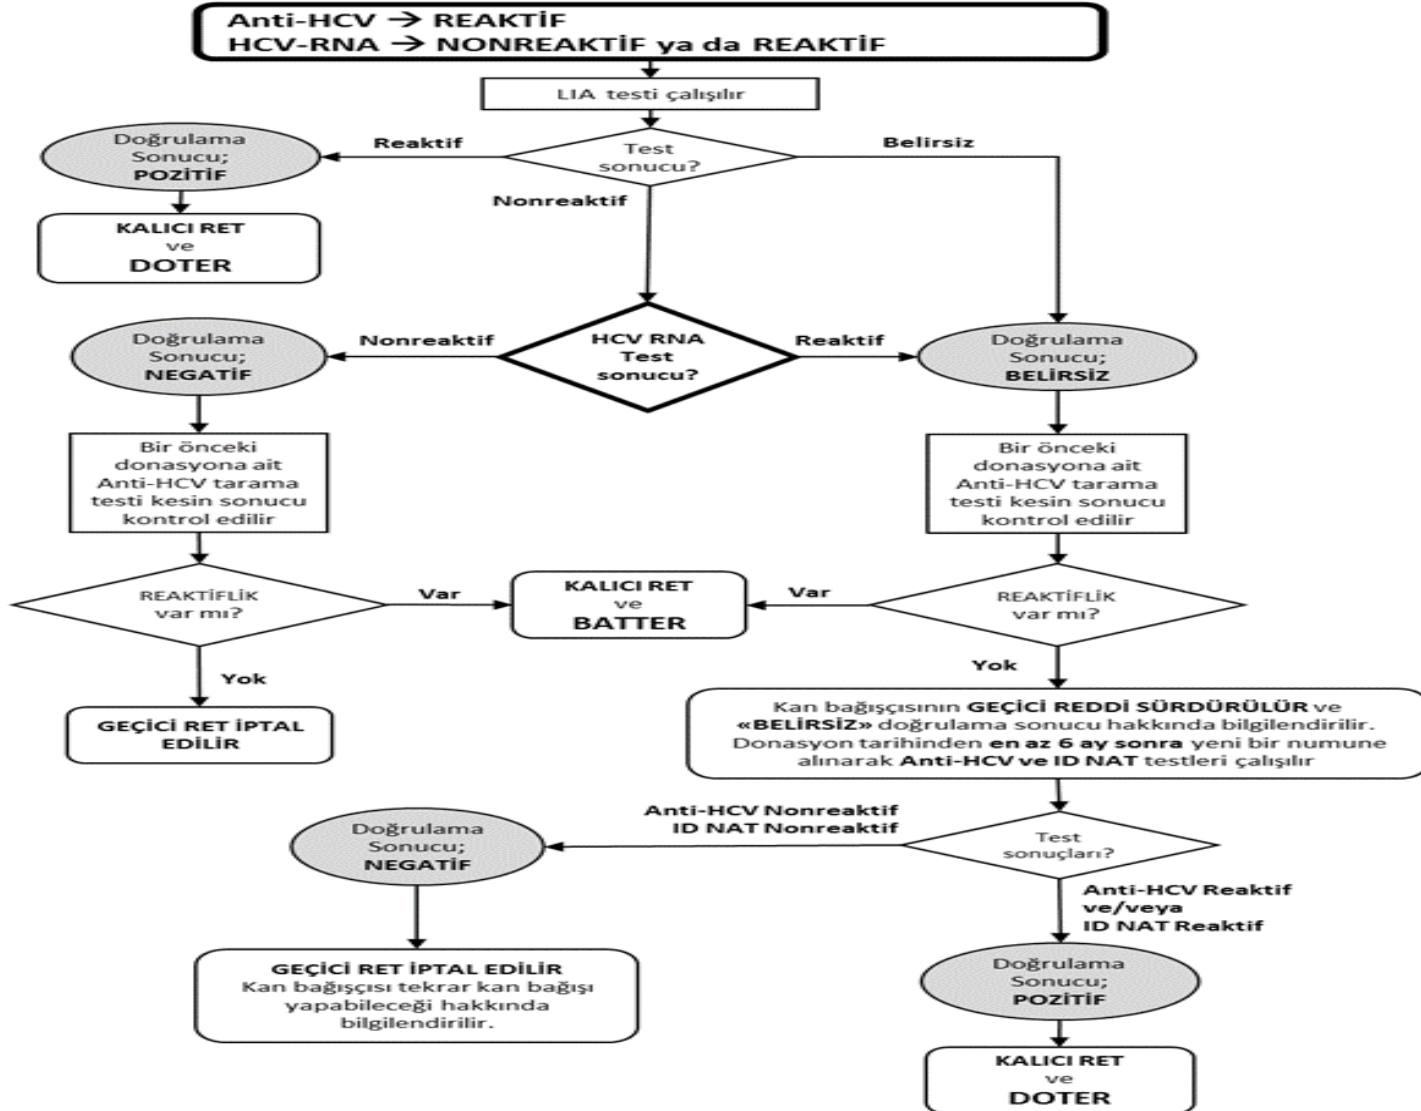 Anti-HCV → REAKTİF
HCV-RNA → NONREAKTİF ya da REAKTİF
LIA testi çalışılır
Test
sonucu?
Reaktif
Belirsiz
Nonreaktif
Doğrulama
Sonucu;
POZİTİF
KALICI RET
ve
DOTER
HCV RNA
Test
sonucu?
Nonreaktif
Reaktif
Doğrulama
Sonucu;
NEGATİF
Doğrulama
Sonucu;
BELİRSİZ
Bir önceki
donasyona ait
Anti-HCV tarama
testi kesin sonucu
kontrol edilir
Bir önceki
donasyona ait
Anti-HCV tarama
testi kesin sonucu
kontrol edilir
REAKTİFLİK
var mı?
Var
KALICI RET
ve
BATTER
Var
REAKTİFLİK
var mı?
Yok
Yok
GEÇİCİ RET İPTAL
EDİLİR
Kan bağışçısının GEÇİCİ REDDİ SÜRDÜRÜLÜR ve
«BELİRSİZ» doğrulama sonucu hakkında bilgilendirilir.
Donasyon tarihinden en az 6 ay sonra yeni bir numune
alınarak Anti-HCV ve ID NAT testleri çalışılır
Anti-HCV Nonreaktif
ID NAT Nonreaktif
Test
sonuçları?
Doğrulama
Sonucu;
NEGATİF
Anti-HCV Reaktif
ve/veya
ID NAT Reaktif
GEÇİCİ RET İPTAL EDİLİR
Kan bağışçısı tekrar kan bağışı
yapabileceği hakkında
bilgilendirilir.
Doğrulama
Sonucu;
POZİTİF
KALICI RET
ve
DOTER